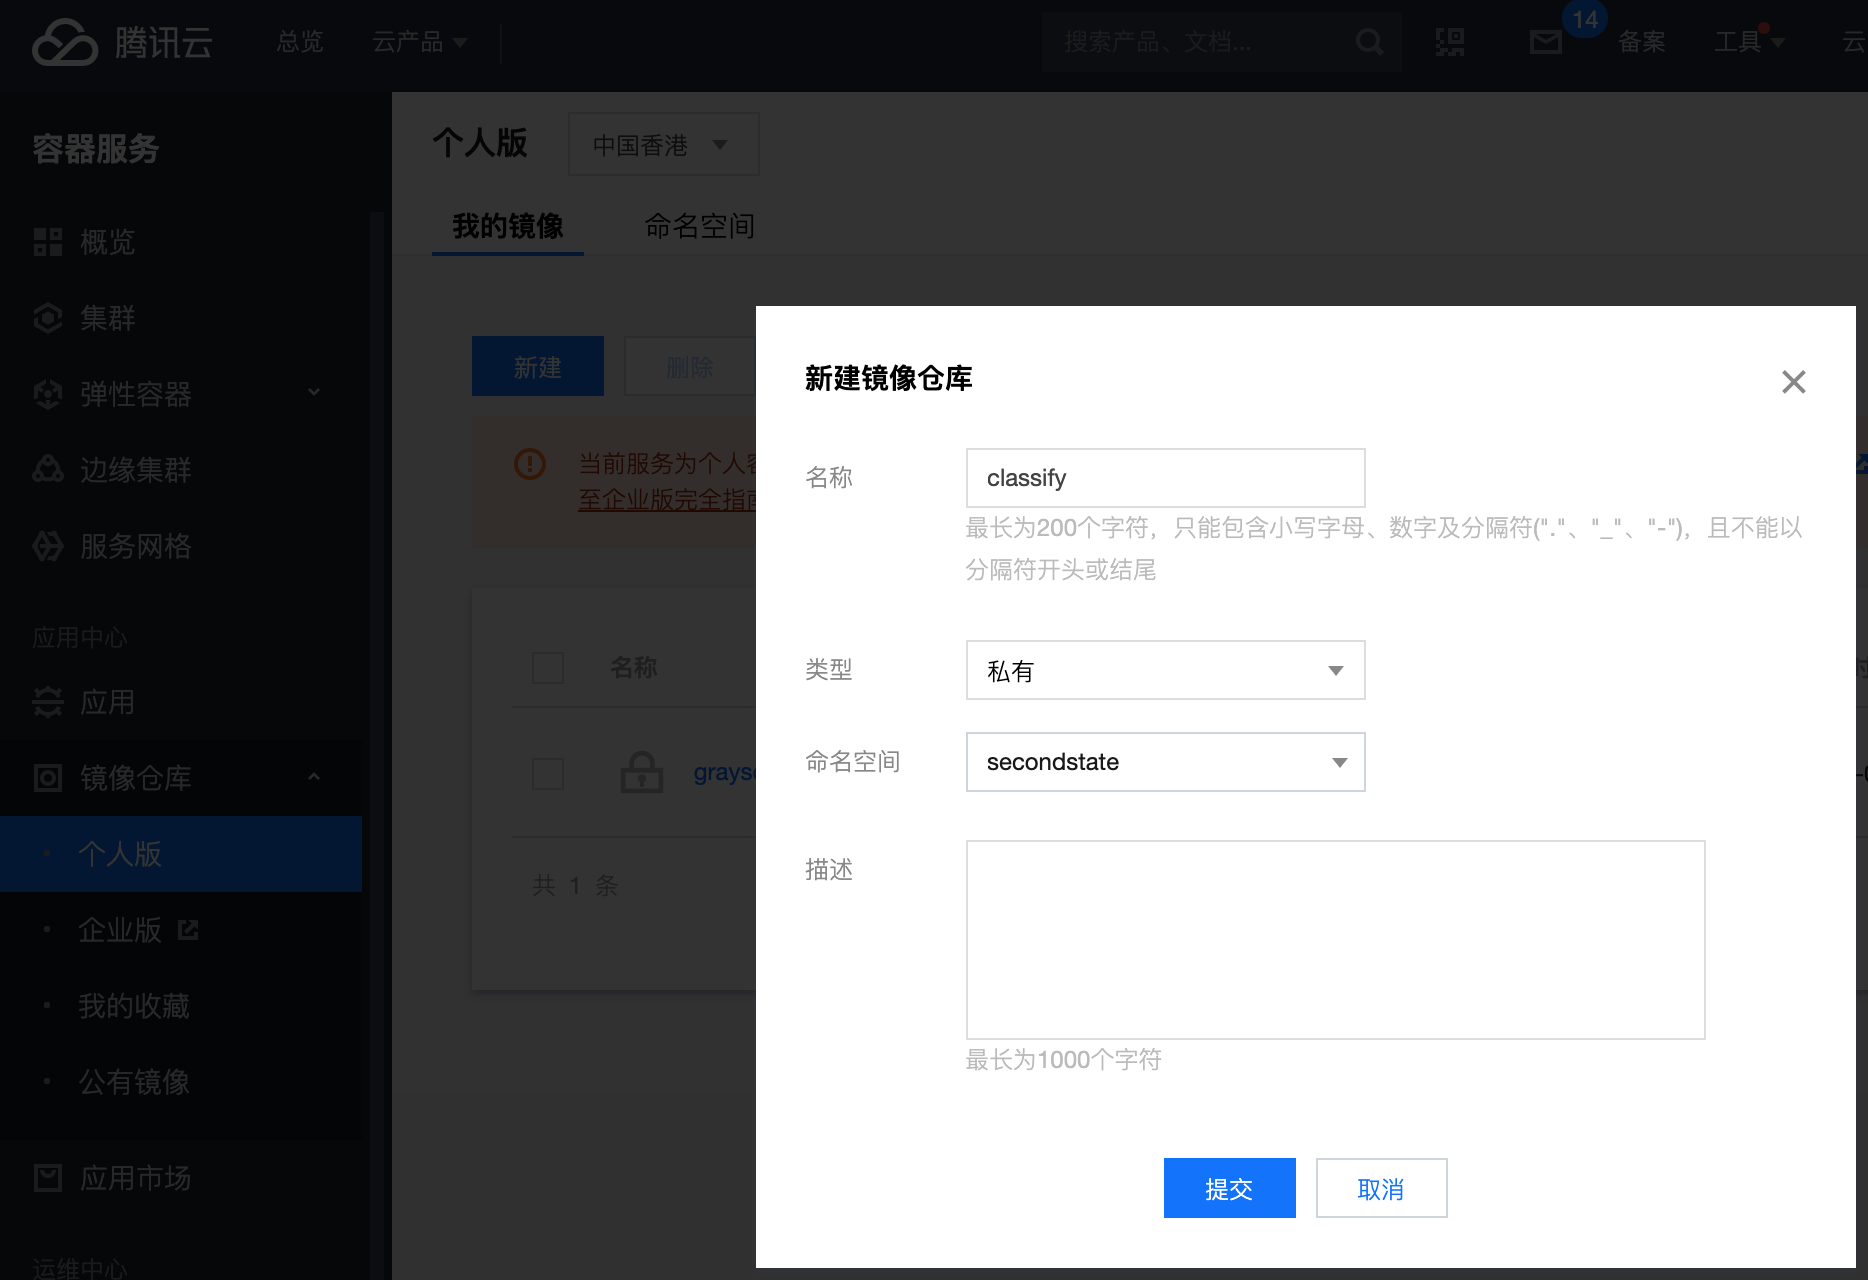 腾讯云
总览
云产品
搜索产品、文档...
14
备案
工具
云
容器服务
概览
集群
弹性容器
边缘集群
服务网格
应用中心
应用
镜像仓库
个人版
企业版
我的收藏
公有镜像
应用市场
运维中心
个人版
中国香港
我的镜像
命名空间
新建
删除
当前服务为个人
至企业版完全指
名称
grays
共 1 条
新建镜像仓库
名称
classify
最长为200个字符，只能包含小写字母、数字及分隔符("."、"_"、"-")，且不能以
分隔符开头或结尾
类型
私有
命名空间
secondstate
描述
最长为1000个字符
提交
取消